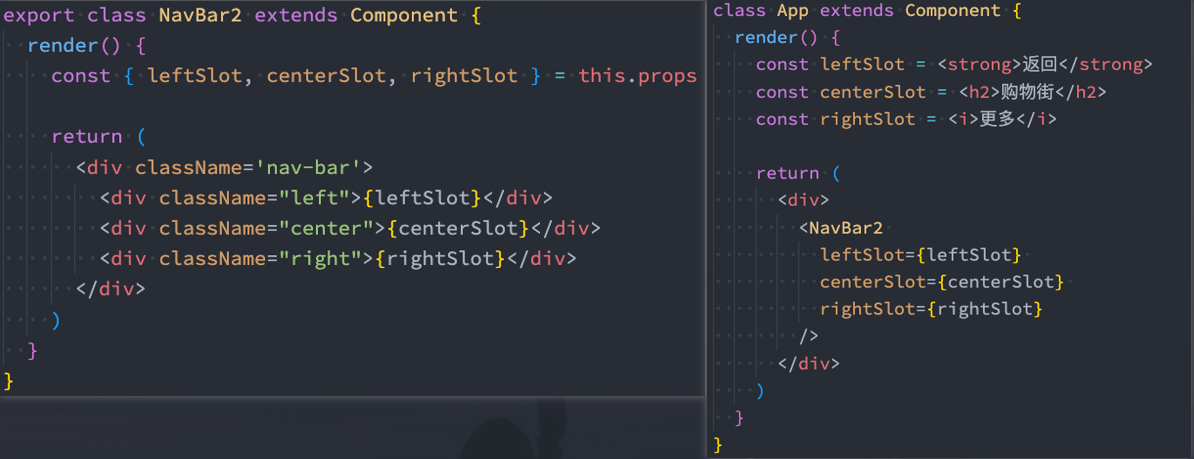 export class NavBar2 extends Component {
render() {
const { leftSlot, centerSlot, rightSlot } = this.props
return (
<div className='nav-bar'>
<div className="left">{leftSlot}</div>
<div className="center">{centerSlot}</div>
<div className="right">{rightSlot}</div>
</div>
)
}
}
class App extends Component {
render() {
const leftSlot = <strong>返回</strong>
const centerSlot = <h2>购物街</h2>
const rightSlot = <i>更多</i>
return (
<div>
<NavBar2
leftSlot={leftSlot}
centerSlot={centerSlot}
rightSlot={rightSlot}
/>
</div>
)
}
}